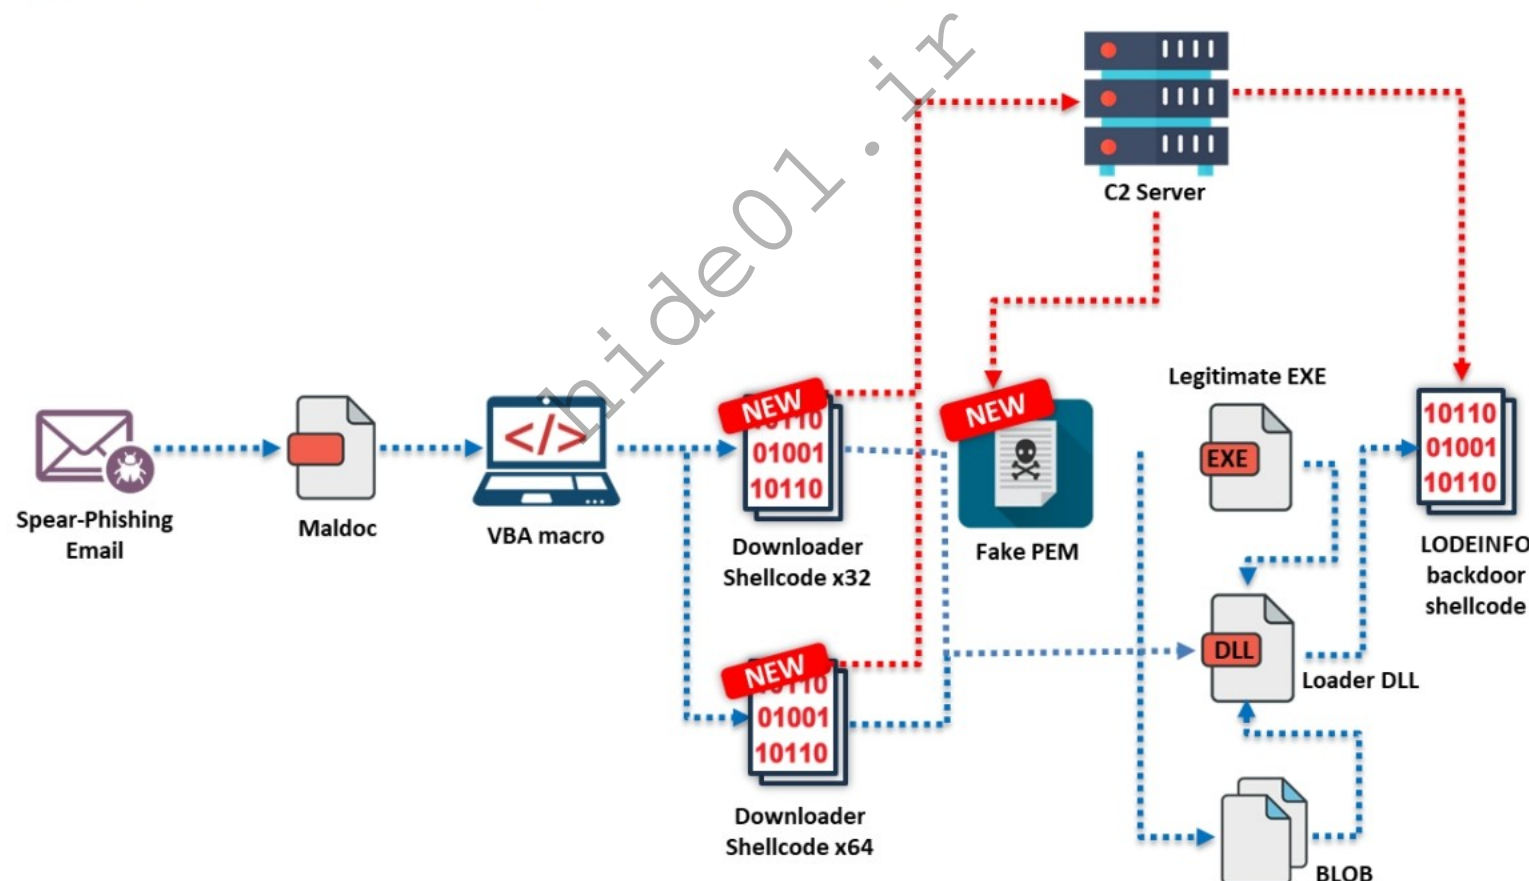 hide01.ir
C2 Server
Spear-Phishing
Email
Maldoc
</>
VBA macro
NEW
10110
01001
10110
Downloader
Shellcode x32
NEW
10110
01001
10110
Downloader
Shellcode x64
NEW
Fake PEM
Legitimate EXE
EXE
DLL
Loader DLL
BLOB
10110
01001
10110
LODEINFO
backdoor
shellcode